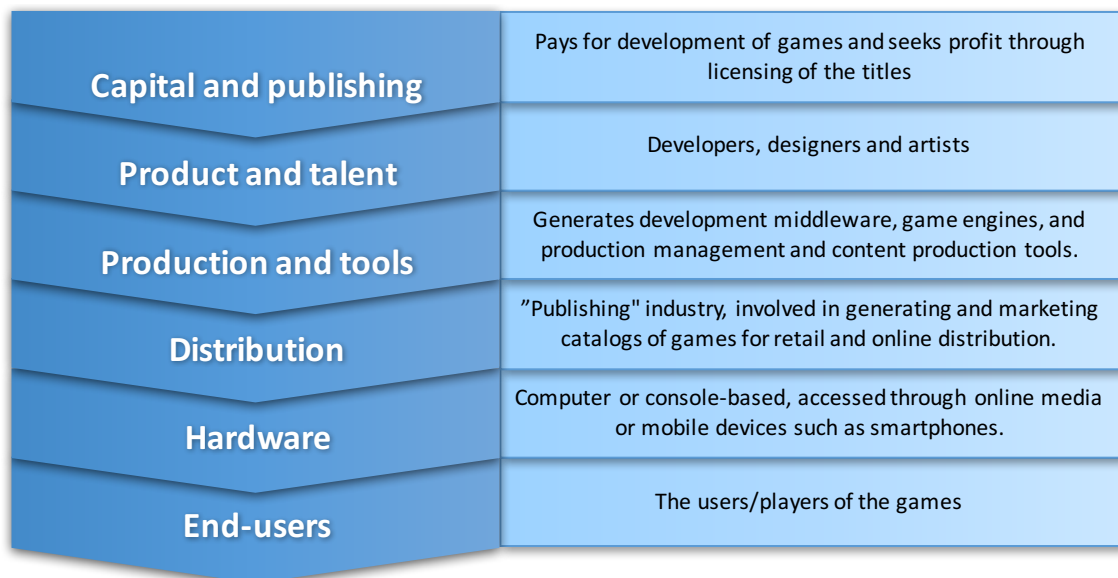 Capital and publishing
Pays for development of games and seeks profit through
licensing of the titles
Product and talent
Developers, designers and artists
Production and tools
Generates development middleware, game engines, and
production management and content production tools.
Distribution
”Publishing" industry, involved in generating and marketing
catalogs of games for retail and online distribution.
Hardware
Computer or console-based, accessed through online media
or mobile devices such as smartphones.
End-users
The users/players of the games